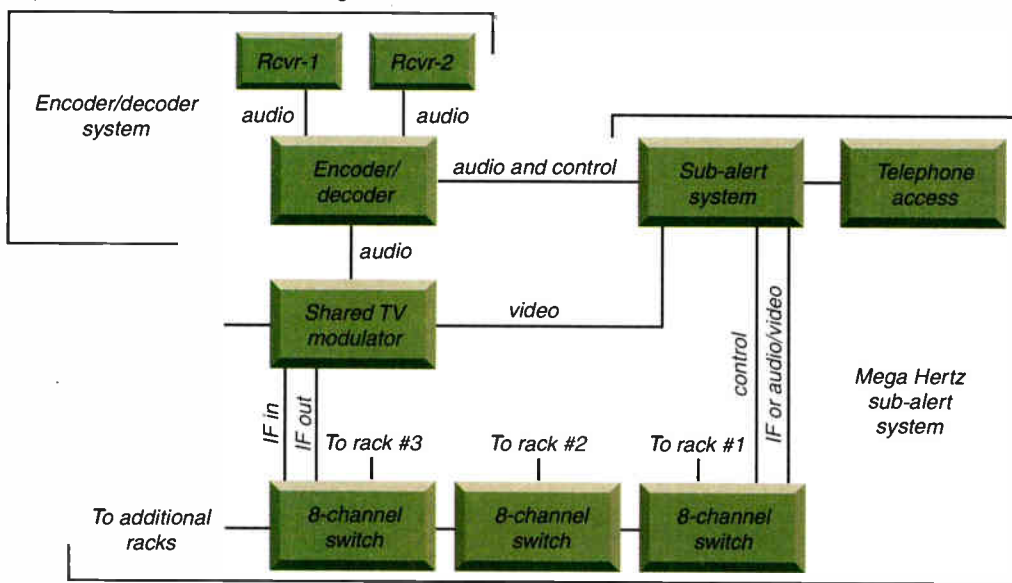 Rcvr-1
Rcvr-2
Encoder/decoder
system
audio
audio
Encoder/
decoder
audio and control
Sub-alert
system
Telephone
access
audio
Shared TV
modulator
video
control
IF or audio/video
Mega Hertz
sub-alert
system
IF in
IF out
To rack #3
To rack #2
To rack #1
To additional
racks
8-channel
switch
8-channel
switch
8-channel
switch